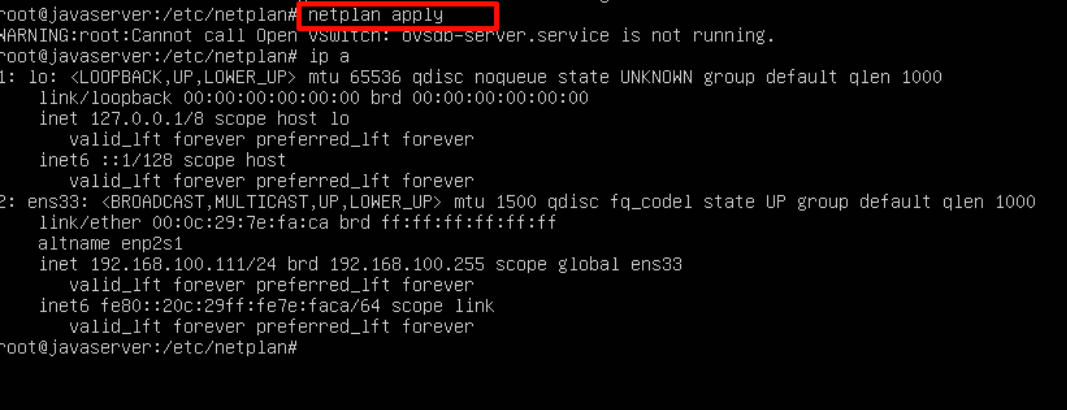 root@javaserver:/etc/netplan# netplan apply
WARNING:root:Cannot call Open vSwitch: ovsdb-server.service is not running.
root@javaserver:/etc/netplan# ip a
1: lo: <LOOPBACK,UP,LOWER_UP> mtu 65536 qdisc noqueue state UNKNOWN group default qlen 1000
link/loopback 00:00:00:00:00:00 brd 00:00:00:00:00:00
inet 127.0.0.1/8 scope host lo
valid_lft forever preferred_lft forever
inet6 ::1/128 scope host
valid_lft forever preferred_lft forever
2: ens33: <BROADCAST,MULTICAST,UP,LOWER_UP> mtu 1500 qdisc fq_codel state UP group default qlen 1000
link/ether 00:0c:29:7e:fa:ca brd ff:ff:ff:ff:ff:ff
altname enp2s1
inet 192.168.100.111/24 brd 192.168.100.255 scope global ens33
valid_lft forever preferred_lft forever
inet6 fe80::20c:29ff:fe7e:faca/64 scope link
valid_lft forever preferred_lft forever
root@javaserver:/etc/netplan#